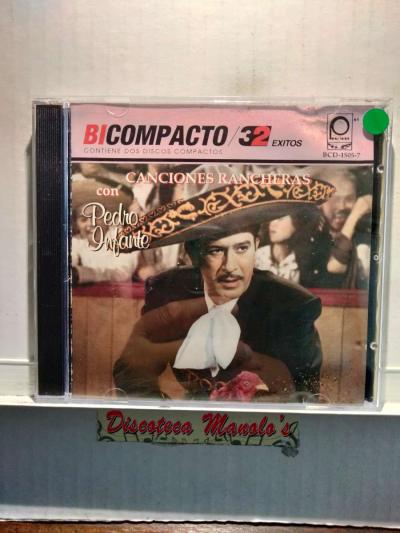 BICOMPACTO/32 EXITOS
CONTIENE DOS DISCOS COMPACTOS
BCD-1505-7
CANCIONES RANCHERAS
con
Pedro
Infante
Discoteca Manolo's